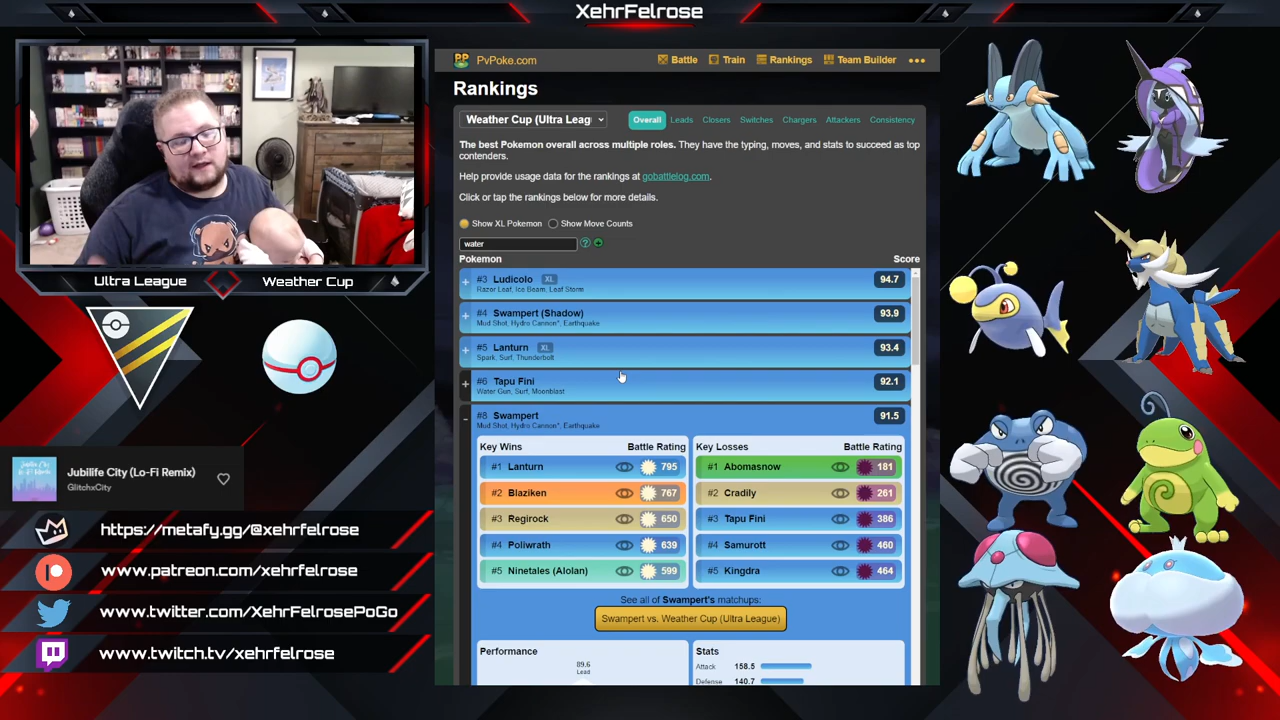 XehrFelrose
Ultra League
Weather Cup
Jubilife City (Lo-Fi Remix)
GlitchxCity
https://metafy.gg/@xehrfelrose
www.patreon.com/xehrfelrose
www.twitter.com/XehrFelrosePoGo
www.twitch.tv/xehrfelrose
PP PvPoke.com
Battle Train Rankings Team Builder
Rankings
Weather Cup (Ultra Leag
Overall Leads Closers Switches Chargers Attackers Consistency
The best Pokemon overall across multiple roles. They have the typing, moves, and stats to succeed as top
contenders.
Help provide usage data for the rankings at gobattlelog.com.
Click or tap the rankings below for more details.
Show XL Pokemon Show Move Counts
water ? +
Pokemon Score
+ #3 Ludicolo XL 94.7
Razor Leaf, Ice Beam, Leaf Storm
+ #4 Swampert (Shadow) 93.9
Mud Shot, Hydro Cannon*, Earthquake
+ #5 Lanturn XL 93.4
Spark, Surf, Thunderbolt
+ #6 Tapu Fini 92.1
Water Gun, Surf, Moonblast
- #8 Swampert 91.5
Mud Shot, Hydro Cannon*, Earthquake
Key Wins Battle Rating
#1 Lanturn 795
#2 Blaziken 767
#3 Regirock 650
#4 Poliwrath 639
#5 Ninetales (Alolan) 599
Key Losses Battle Rating
#1 Abomasnow 181
#2 Cradily 261
#3 Tapu Fini 386
#4 Samurott 460
#5 Kingdra 464
See all of Swampert's matchups:
Swampert vs. Weather Cup (Ultra League)
Performance
89.6
Lead
Stats
Attack 158.5
Defense 140.7